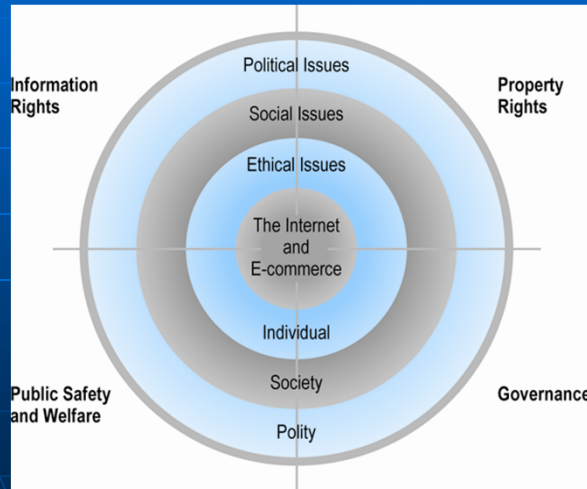 Political Issues
Information
Rights
Property
Rights
Social Issues
Ethical Issues
The Internet
and
E-commerce
Individual
Society
Public Safety
and Welfare
Governance
Polity